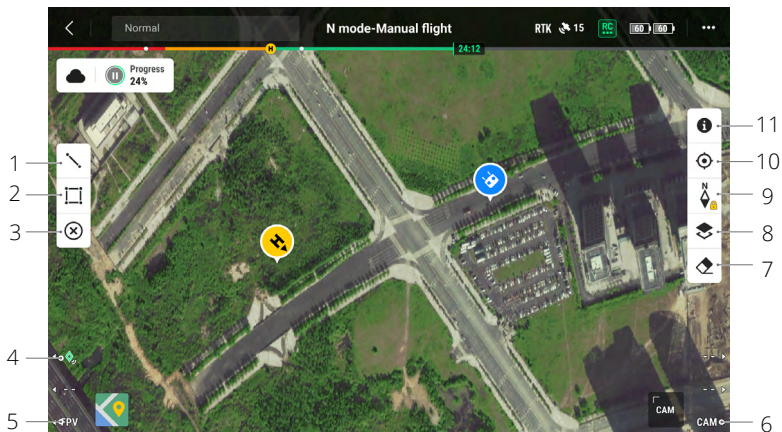 Normal
N mode-Manual flight
RTK
15
RC
60
60
24:12
H
Progress
24%
1
2
3
4
5
FPV
H
N
11
10
9
8
7
CAM
CAM
6